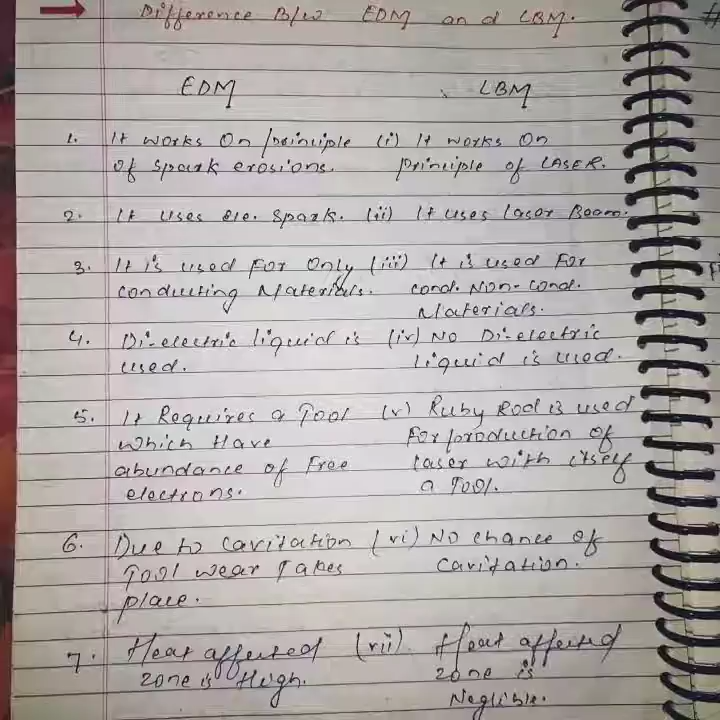 Difference B/w EDM and LBM.
#
EDM LBM
1. It works On principle (i) It works On
of spark erosions. principle of LASER.
2. It uses ele. spark. (ii) It uses laser Beam.
3. It is used For Only (iii) It is used For
conducting Materials. cond. Non-cond.
Materials.
4. Di-electric liquid is (iv) No Di-electric
used. liquid is used.
5. It Requires a Tool (v) Ruby Rod is used
which Have For production of
abundance of Free laser with itself
electrons. a Tool.
6. Due to cavitation (vi) No chance of
Tool wear Takes cavitation.
place.
7. Heat affected (vii) Heat affected
zone is High. zone is
Neglible.